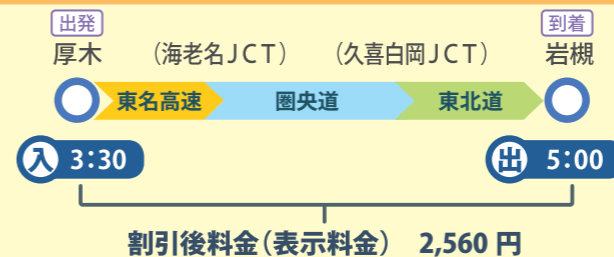 出発 到着
厚木 （海老名JCT） （久喜白岡JCT） 岩槻
東名高速 圏央道 東北道
入 3:30 出 5:00
割引後料金（表示料金） 2,560 円